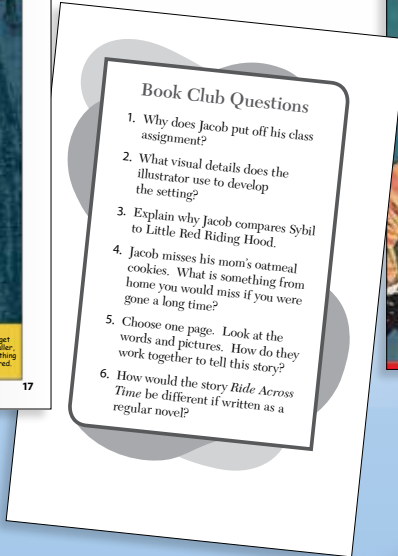 Book Club Questions
1. Why does Jacob put off his class
assignment?
2. What visual details does the
illustrator use to develop
the setting?
3. Explain why Jacob compares Sybil
to Little Red Riding Hood.
4. Jacob misses his mom's oatmeal
cookies. What is something from
home you would miss if you were
gone a long time?
5. Choose one page. Look at the
words and pictures. How do they
work together to tell this story?
6. How would the story Ride Across
Time be different if written as a
regular novel?
17